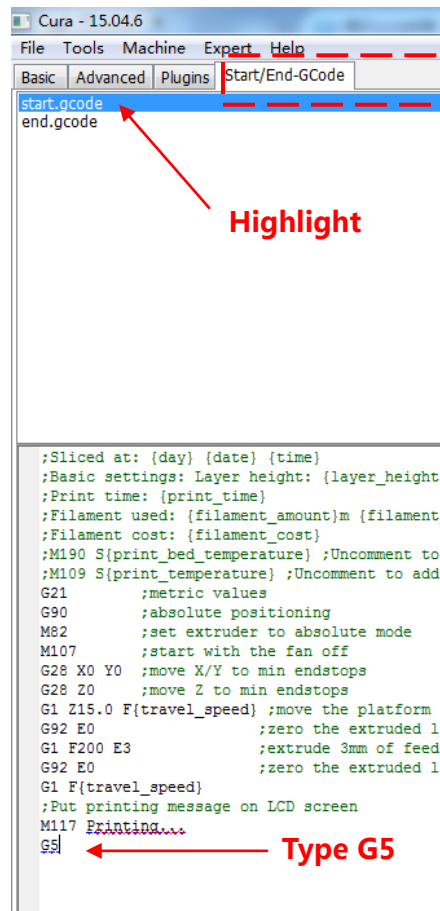 Cura - 15.04.6
File Tools Machine Expert Help
Basic Advanced Plugins Start/End-GCode
start.gcode
end.gcode
Highlight
;Sliced at: {day} {date} {time}
;Basic settings: Layer height: {layer_height
;Print time: {print_time}
;Filament used: {filament_amount}m {filament
;Filament cost: {filament_cost}
;M190 S{print_bed_temperature} ;Uncomment to
;M109 S{print_temperature} ;Uncomment to add
G21 ;metric values
G90 ;absolute positioning
M82 ;set extruder to absolute mode
M107 ;start with the fan off
G28 X0 Y0 ;move X/Y to min endstops
G28 Z0 ;move Z to min endstops
G1 Z15.0 F{travel_speed} ;move the platform
G92 E0 ;zero the extruded l
G1 F200 E3 ;extrude 3mm of feed
G92 E0 ;zero the extruded l
G1 F{travel_speed}
;Put printing message on LCD screen
M117 Printing...
G5
Type G5